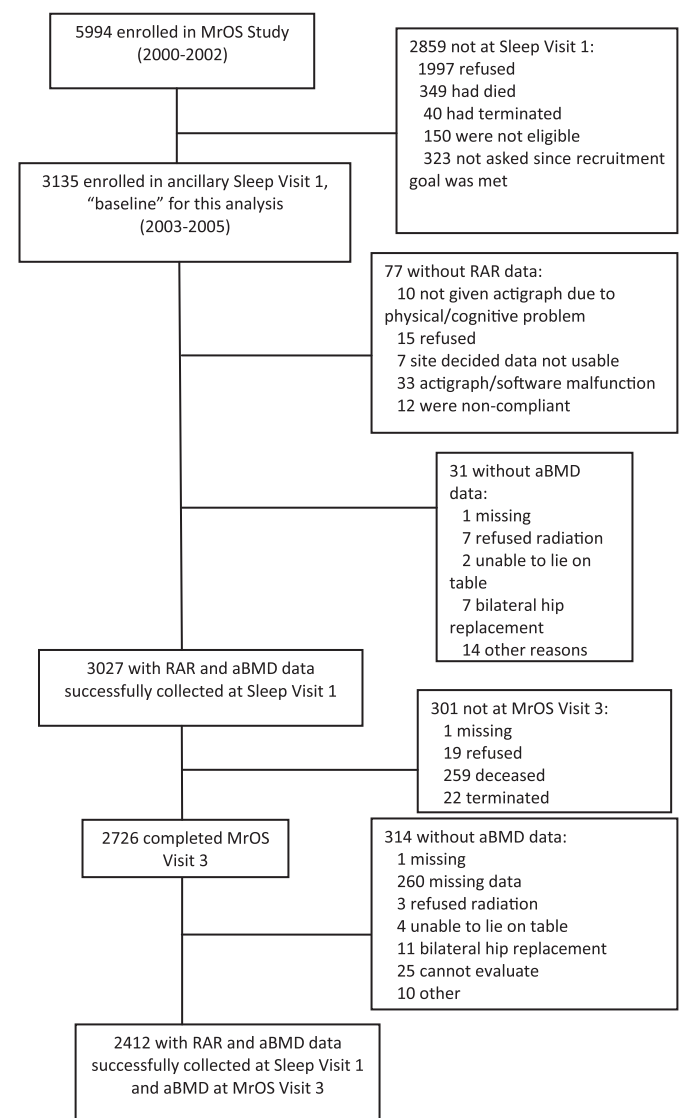 5994 enrolled in MrOS Study
(2000-2002)
2859 not at Sleep Visit 1:
1997 refused
349 had died
40 had terminated
150 were not eligible
323 not asked since recruitment
goal was met
3135 enrolled in ancillary Sleep Visit 1,
“baseline” for this analysis
(2003-2005)
77 without RAR data:
10 not given actigraph due to
physical/cognitive problem
15 refused
7 site decided data not usable
33 actigraph/software malfunction
12 were non-compliant
31 without aBMD
data:
1 missing
7 refused radiation
2 unable to lie on
table
7 bilateral hip
replacement
14 other reasons
3027 with RAR and aBMD data
successfully collected at Sleep Visit 1
301 not at MrOS Visit 3:
1 missing
19 refused
259 deceased
22 terminated
2726 completed MrOS
Visit 3
314 without aBMD data:
1 missing
260 missing data
3 refused radiation
4 unable to lie on table
11 bilateral hip replacement
25 cannot evaluate
10 other
2412 with RAR and aBMD data
successfully collected at Sleep Visit 1
and aBMD at MrOS Visit 3